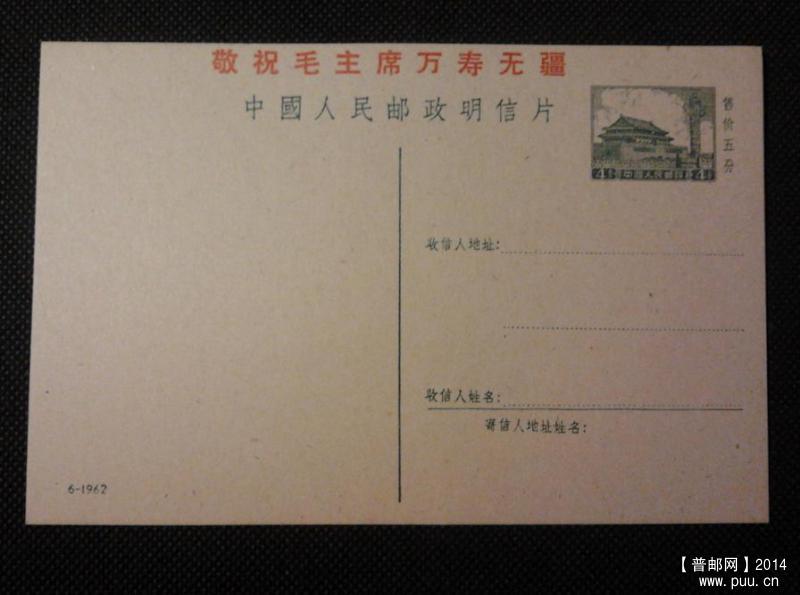 敬祝毛主席万寿无疆
中國人民邮政明信片
售价五分
4分中國人民邮政4分
收信人地址:
收信人姓名:
寄信人地址姓名:
6-1962
【普邮网】2014
www.puu.cn